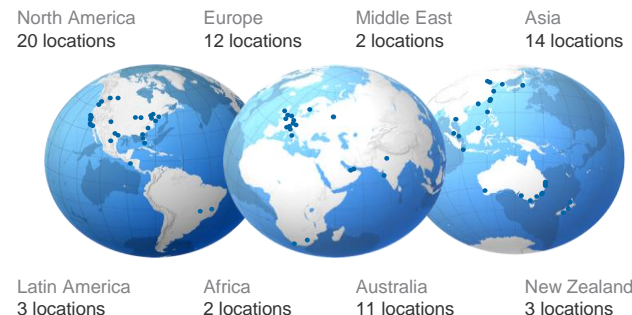 North America
20 locations
Europe
12 locations
Middle East
2 locations
Asia
14 locations
Latin America
3 locations
Africa
2 locations
Australia
11 locations
New Zealand
3 locations